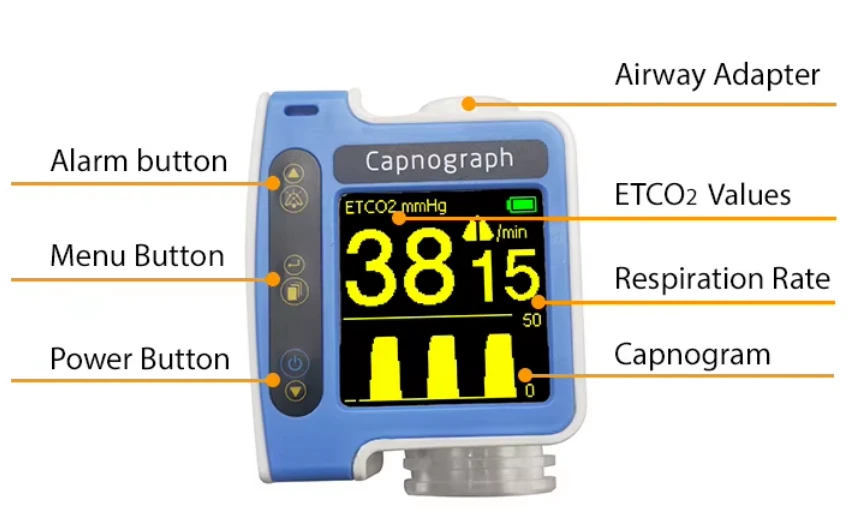 Airway Adapter
Alarm button
Capnograph
ETCO2 Values
ETCO2 mmHg
38
/min
15
Menu Button
Respiration Rate
50
Power Button
Capnogram
0